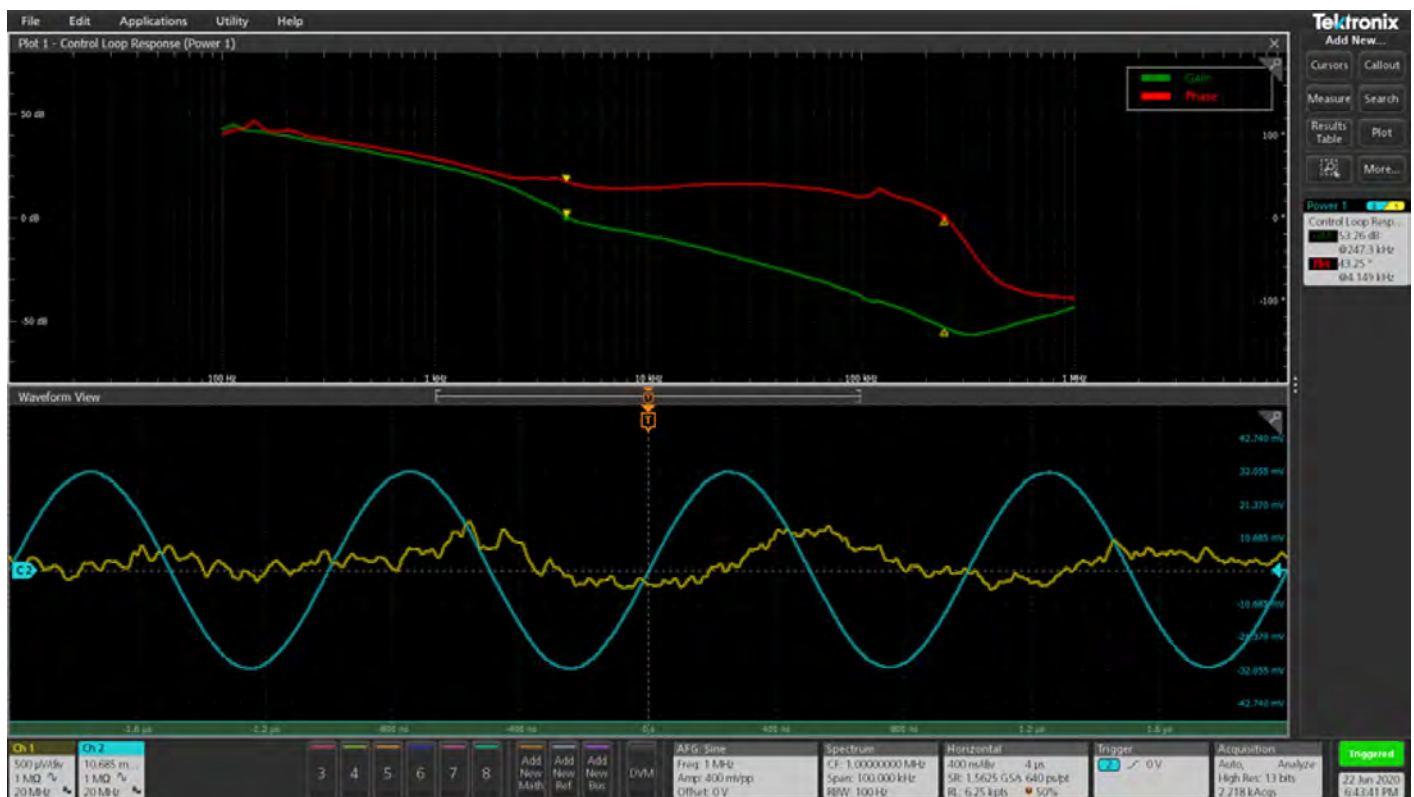 File Edit Applications Utility Help
Tektronix
Add New...
Plot 1 - Control Loop Response (Power 1)
Cursors Callout
Measure Search
Results Table Plot
More...
Gain
Phase
50 dB
100 °
0 dB
0 °
-100 °
-50 dB
100 Hz 1 kHz 10 kHz 100 kHz 1 MHz
Power 1
Control Loop Resp...
53.26 dB
@247.3 kHz
43.25 °
@4.149 kHz
Waveform View
T
42.740 mV
32.055 mV
21.370 mV
10.685 mV
C2
-10.685 mV
-21.370 mV
-32.055 mV
-42.740 mV
-1.6 µs -1.2 µs -800 ns -400 ns 400 ns 800 ns 1.2 µs 1.6 µs
Ch 1
500 µV/div
1 MΩ
20 MHz
Ch 2
10.685 m...
1 MΩ
20 MHz
3 4 5 6 7 8
Add New Math
Add New Ref
Add New Bus
DVM
AFG: Sine
Freq: 1 MHz
Amp: 400 mVpp
Offset: 0 V
Spectrum
CF: 1.00000000 MHz
Span: 100.000 kHz
RBW: 100 Hz
Horizontal
400 ns/div 4 µs
SR: 1.5625 GS/s 640 ps/pt
RL: 6.25 kpts 50%
Trigger
2 0 V
Acquisition
Auto, Analyze
High Res: 13 bits
2.218 kAcqs
Triggered
22 Jun 2020
6:43:41 PM